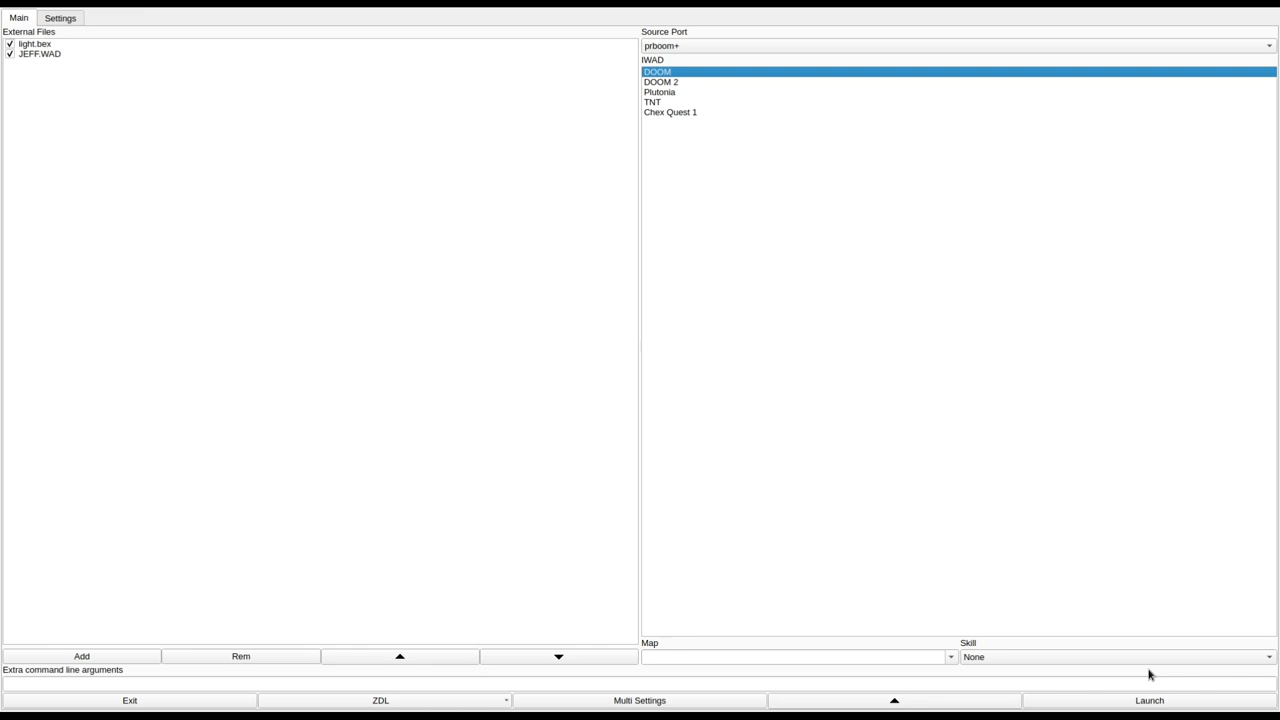 Main Settings
External Files
light.bex
JEFF.WAD
Source Port
prboom+
IWAD
DOOM
DOOM 2
Plutonia
TNT
Chex Quest 1
Map Skill
None
Add Rem
Extra command line arguments
Exit ZDL Multi Settings Launch